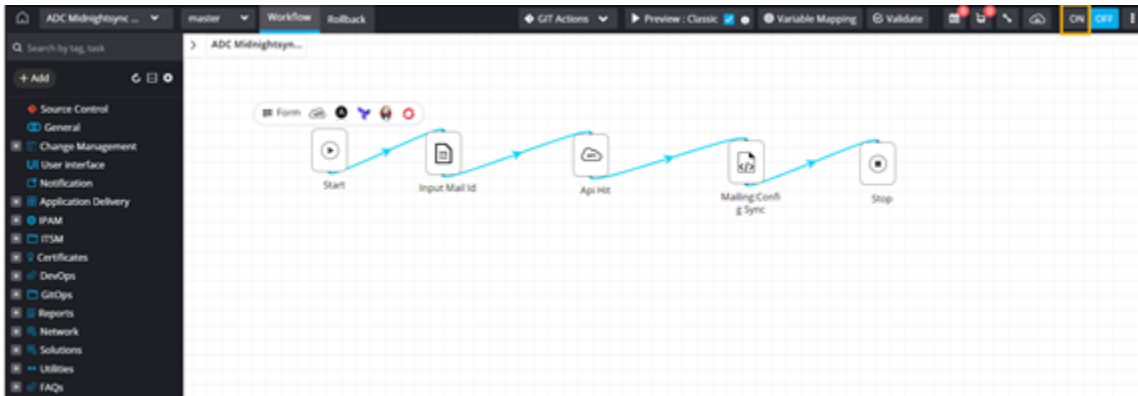 ADC Midnightsync ...
master
Workflow
Rollback
GIT Actions
Preview : Classic
Variable Mapping
Validate
ON
OFF
Search by tag, task
ADC Midnightsyn...
+ Add
Source Control
General
Change Management
UI User interface
Notification
Application Delivery
IPAM
ITSM
Certificates
DevOps
GitOps
Reports
Network
Solutions
Utilities
FAQs
Form
Start
Input Mail Id
Api Hit
Mailing:Confi
g Sync
Stop